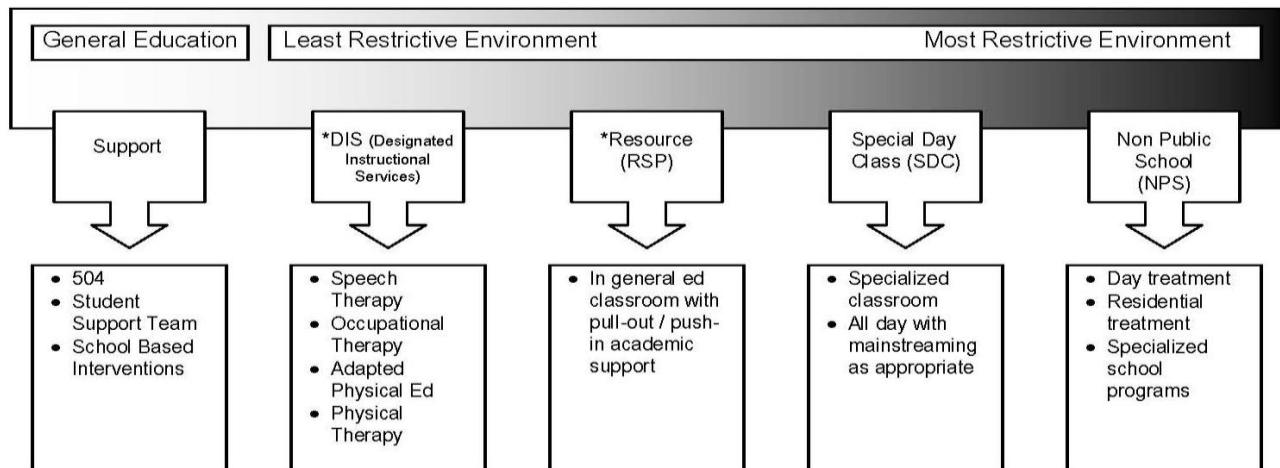 General Education
Least Restrictive Environment
Most Restrictive Environment
Support
*DIS (Designated
Instructional
Services)
*Resource
(RSP)
Special Day
Class (SDC)
Non Public
School
(NPS)
• 504
• Student
Support Team
• School Based
Interventions
• Speech
Therapy
• Occupational
Therapy
• Adapted
Physical Ed
• Physical
Therapy
• In general ed
classroom with
pull-out / push-
in academic
support
• Specialized
classroom
• All day with
mainstreaming
as appropriate
• Day treatment
• Residential
treatment
• Specialized
school
programs